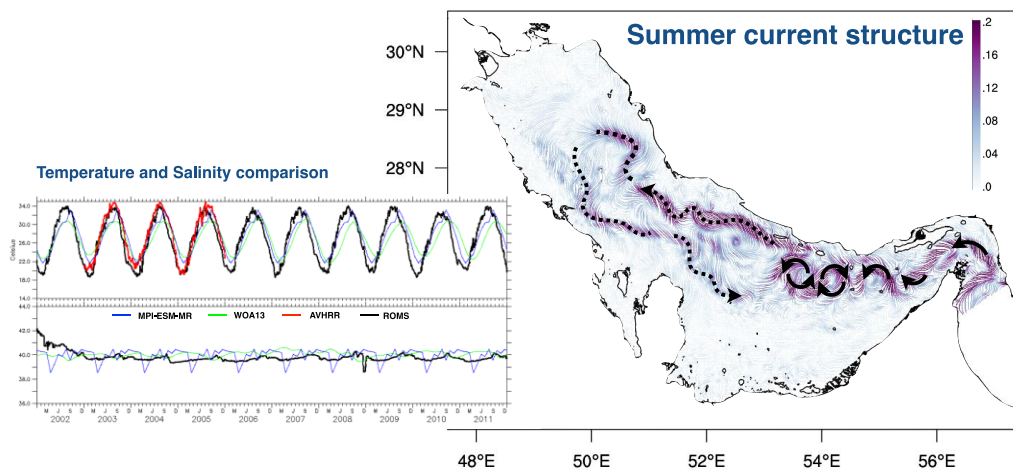 Summer current structure
.2
.16
.12
.08
.04
.0
30°N
29°N
28°N
48°E 50°E 52°E 54°E 56°E
Temperature and Salinity comparison
Celsius
34.0
30.0
26.0
22.0
18.0
14.0
MPI-ESM-MR WOA13 AVHRR ROMS
44.0
42.0
40.0
38.0
36.0
M J S D M J S D M J S D M J S D M J S D M J S D M J S D M J S D M J S D M J S D
2002 2003 2004 2005 2006 2007 2008 2009 2010 2011